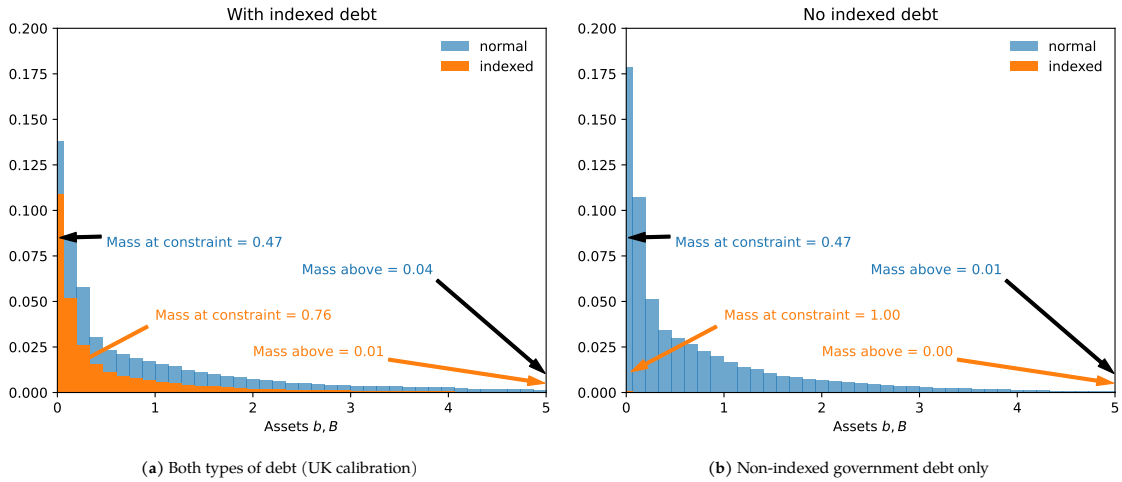 With indexed debt
0.200
0.175
0.150
0.125
0.100
0.075
0.050
0.025
0.000
normal
indexed
Mass at constraint = 0.47
Mass above = 0.04
Mass at constraint = 0.76
Mass above = 0.01
0 1 2 3 4 5
Assets b, B
(a) Both types of debt (UK calibration)
No indexed debt
0.200
0.175
0.150
0.125
0.100
0.075
0.050
0.025
0.000
normal
indexed
Mass at constraint = 0.47
Mass above = 0.01
Mass at constraint = 1.00
Mass above = 0.00
0 1 2 3 4 5
Assets b, B
(b) Non-indexed government debt only